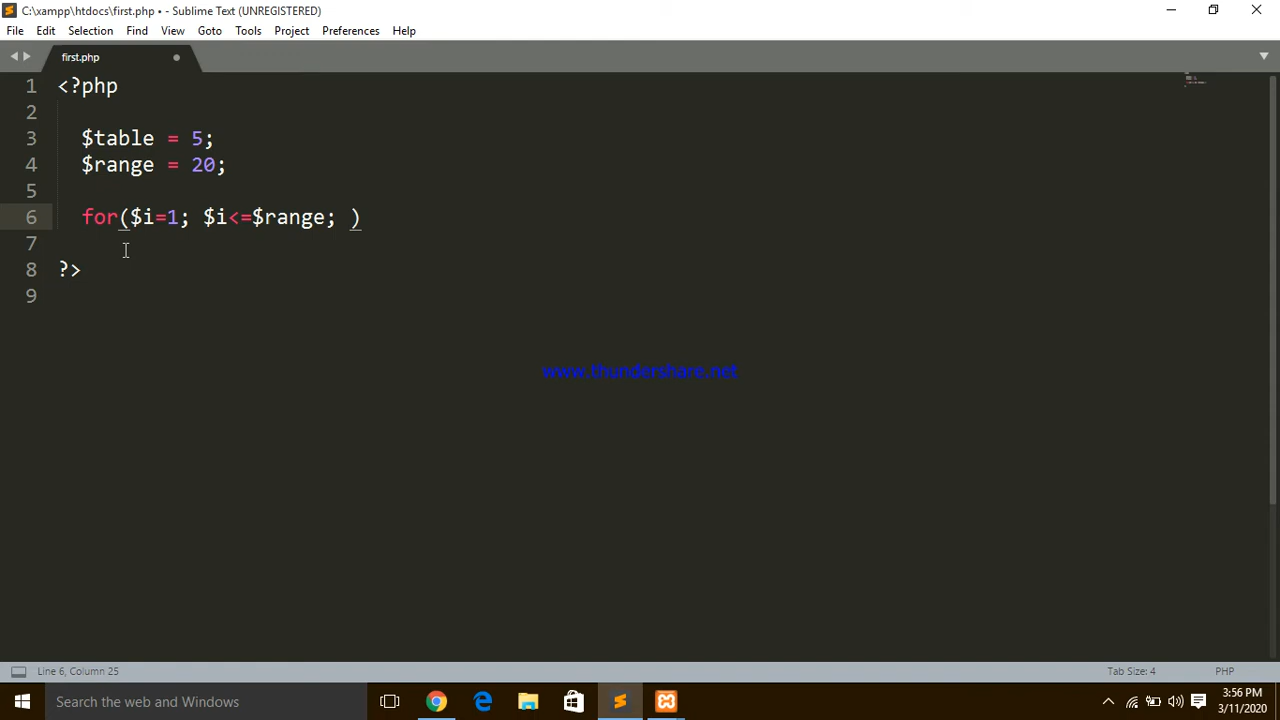 C:\xampp\htdocs\first.php • - Sublime Text (UNREGISTERED)
File Edit Selection Find View Goto Tools Project Preferences Help
first.php
1 <?php
2
3 $table = 5;
4 $range = 20;
5
6 for($i=1; $i<=$range; )
7
8 ?>
9
www.thundershare.net
Line 6, Column 25 Tab Size: 4 PHP
Search the web and Windows
3:56 PM
3/11/2020